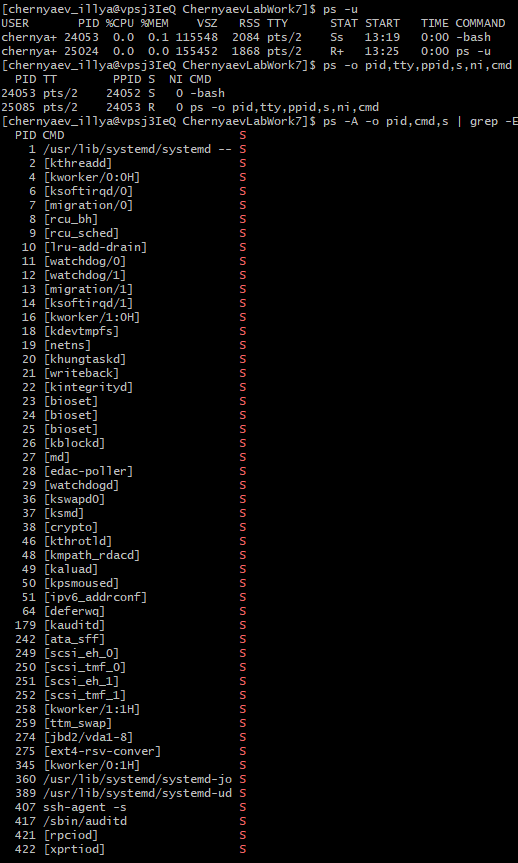 [chernyaev_illya@vpsj3IeQ ChernyaevLabWork7]$ ps -u
USER       PID %CPU %MEM    VSZ   RSS TTY      STAT START   TIME COMMAND
chernya+ 24053  0.0  0.1 115548  2084 pts/2    Ss   13:19   0:00 -bash
chernya+ 25024  0.0  0.0 155452  1868 pts/2    R+   13:25   0:00 ps -u
[chernyaev_illya@vpsj3IeQ ChernyaevLabWork7]$ ps -o pid,tty,ppid,s,ni,cmd
  PID TT        PPID S  NI CMD
24053 pts/2    24052 S   0 -bash
25085 pts/2    24053 R   0 ps -o pid,tty,ppid,s,ni,cmd
[chernyaev_illya@vpsj3IeQ ChernyaevLabWork7]$ ps -A -o pid,cmd,s | grep -E
  PID CMD                         S
    1 /usr/lib/systemd/systemd -- S
    2 [kthreadd]                  S
    4 [kworker/0:0H]              S
    6 [ksoftirqd/0]               S
    7 [migration/0]               S
    8 [rcu_bh]                    S
    9 [rcu_sched]                 S
   10 [lru-add-drain]             S
   11 [watchdog/0]                S
   12 [watchdog/1]                S
   13 [migration/1]               S
   14 [ksoftirqd/1]               S
   16 [kworker/1:0H]              S
   18 [kdevtmpfs]                 S
   19 [netns]                     S
   20 [khungtaskd]                S
   21 [writeback]                 S
   22 [kintegrityd]               S
   23 [bioset]                    S
   24 [bioset]                    S
   25 [bioset]                    S
   26 [kblockd]                   S
   27 [md]                        S
   28 [edac-poller]               S
   29 [watchdogd]                 S
   36 [kswapd0]                   S
   37 [ksmd]                      S
   38 [crypto]                    S
   46 [kthrotld]                  S
   48 [kmpath_rdacd]              S
   49 [kaluad]                    S
   50 [kpsmoused]                 S
   51 [ipv6_addrconf]             S
   64 [deferwq]                   S
  179 [kauditd]                   S
  242 [ata_sff]                   S
  249 [scsi_eh_0]                 S
  250 [scsi_tmf_0]                S
  251 [scsi_eh_1]                 S
  252 [scsi_tmf_1]                S
  258 [kworker/1:1H]              S
  259 [ttm_swap]                  S
  274 [jbd2/vda1-8]               S
  275 [ext4-rsv-conver]           S
  345 [kworker/0:1H]              S
  360 /usr/lib/systemd/systemd-jo S
  389 /usr/lib/systemd/systemd-ud S
  407 ssh-agent -s                S
  417 /sbin/auditd                S
  421 [rpciod]                    S
  422 [xprtiod]                   S